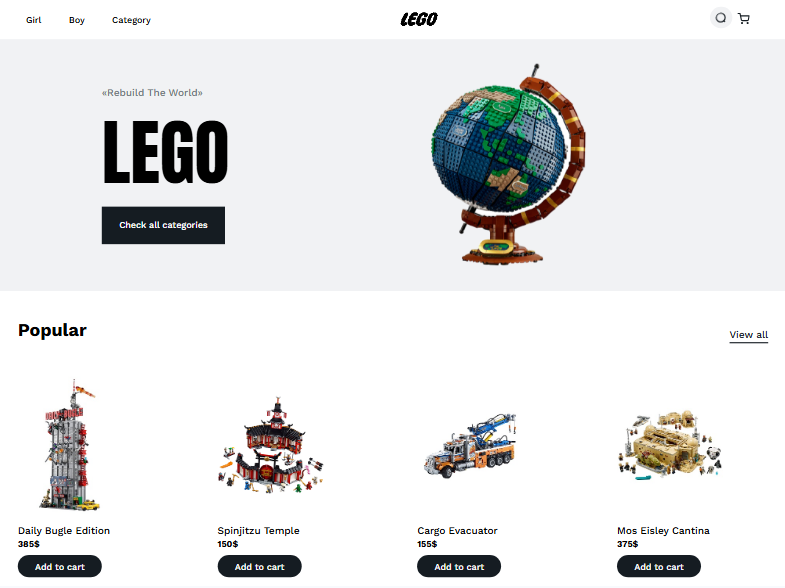 Girl Boy Category LEGO
«Rebuild The World»
LEGO
Check all categories
Popular
View all
Daily Bugle Edition Spinjitzu Temple Cargo Evacuator Mos Eisley Cantina
385$ 150$ 155$ 375$
Add to cart Add to cart Add to cart Add to cart